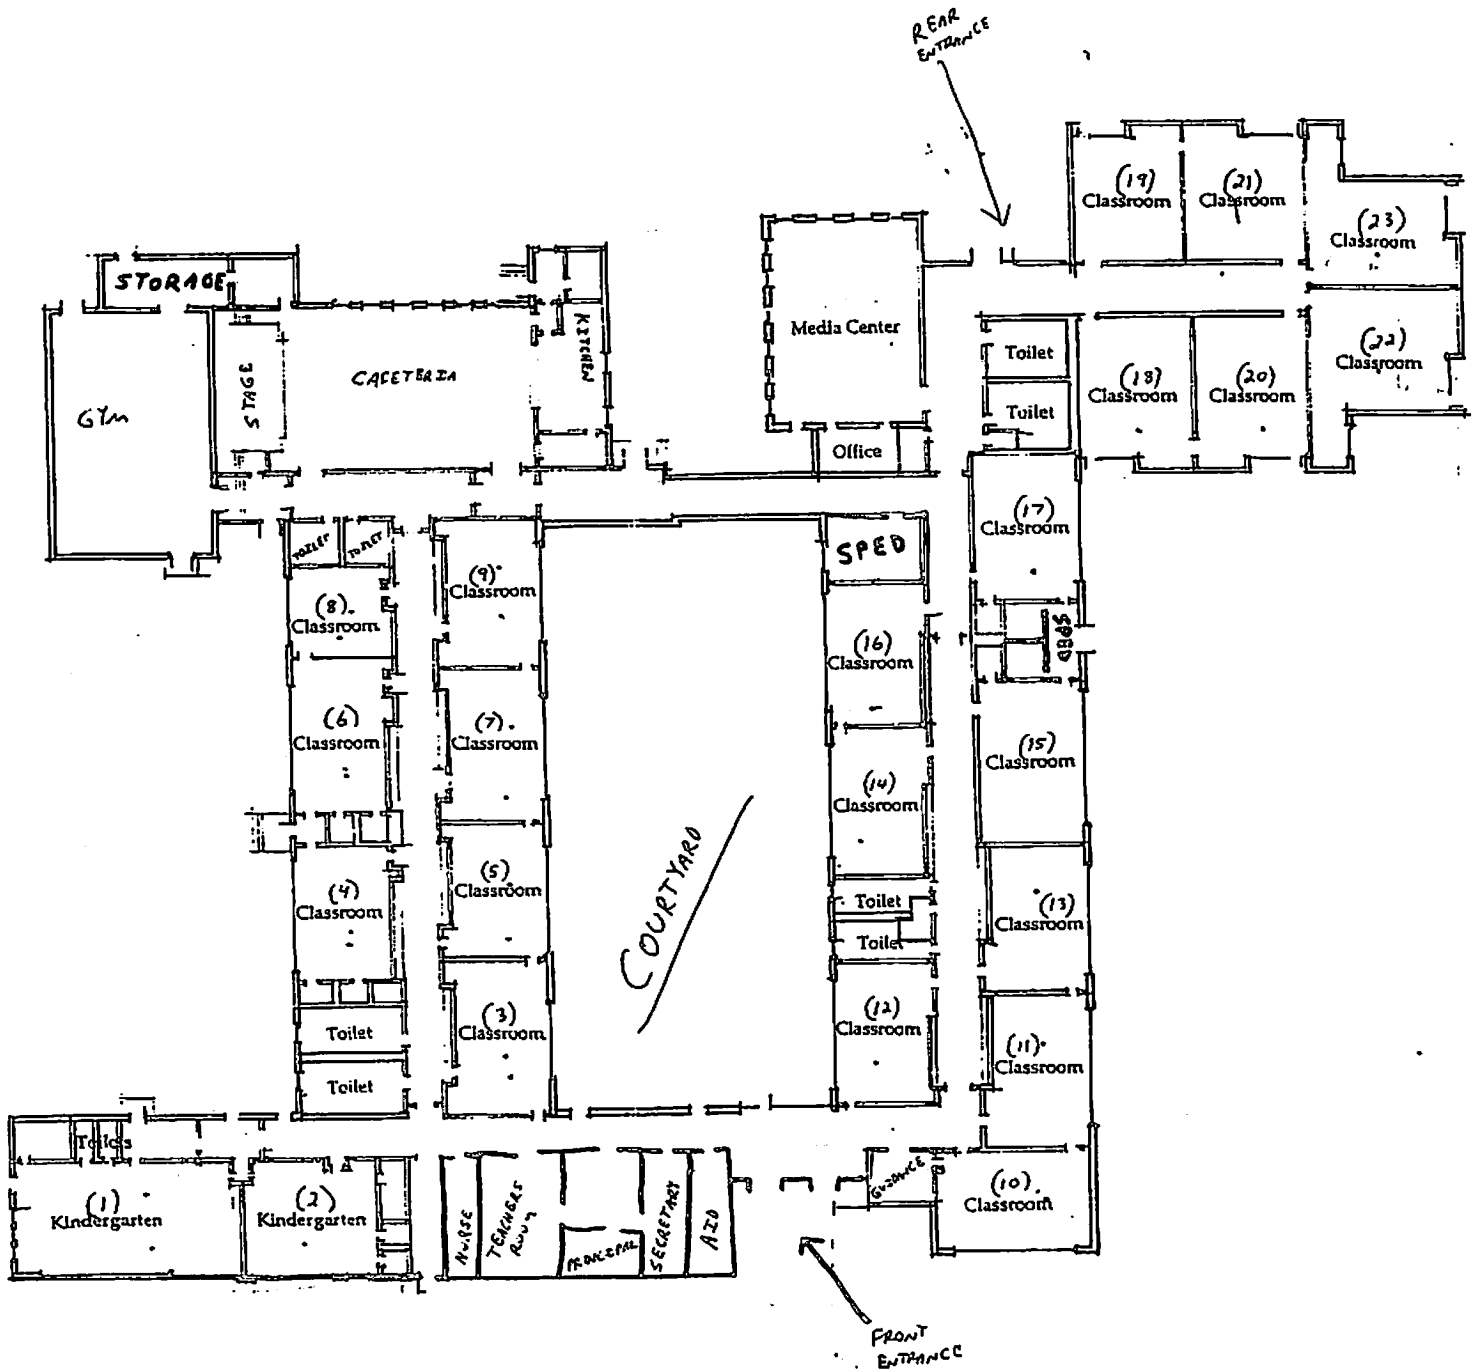 REAR
ENTRANCE
(19)
Classroom
(21)
Classroom
(23)
Classroom
STORAGE
Media Center
KITCHEN
STAGE
CAFETERIA
GYM
Toilet
Toilet
(18)
Classroom
(20)
Classroom
(22)
Classroom
Office
(17)
Classroom
TOILET
TOILET
SPED
(9)
Classroom
(8)
Classroom
(16)
Classroom
SPED
(6)
Classroom
(7)
Classroom
(15)
Classroom
(14)
Classroom
COURTYARD
(4)
Classroom
(5)
Classroom
Toilet
Toilet
(13)
Classroom
(3)
Classroom
(12)
Classroom
(11)
Classroom
Toilet
Toilet
Toilets
(1)
Kindergarten
(2)
Kindergarten
NURSE
TEACHERS
ROOM
PRINCIPAL
SECRETARY
AID
GUIDANCE
(10)
Classroom
FRONT
ENTRANCE